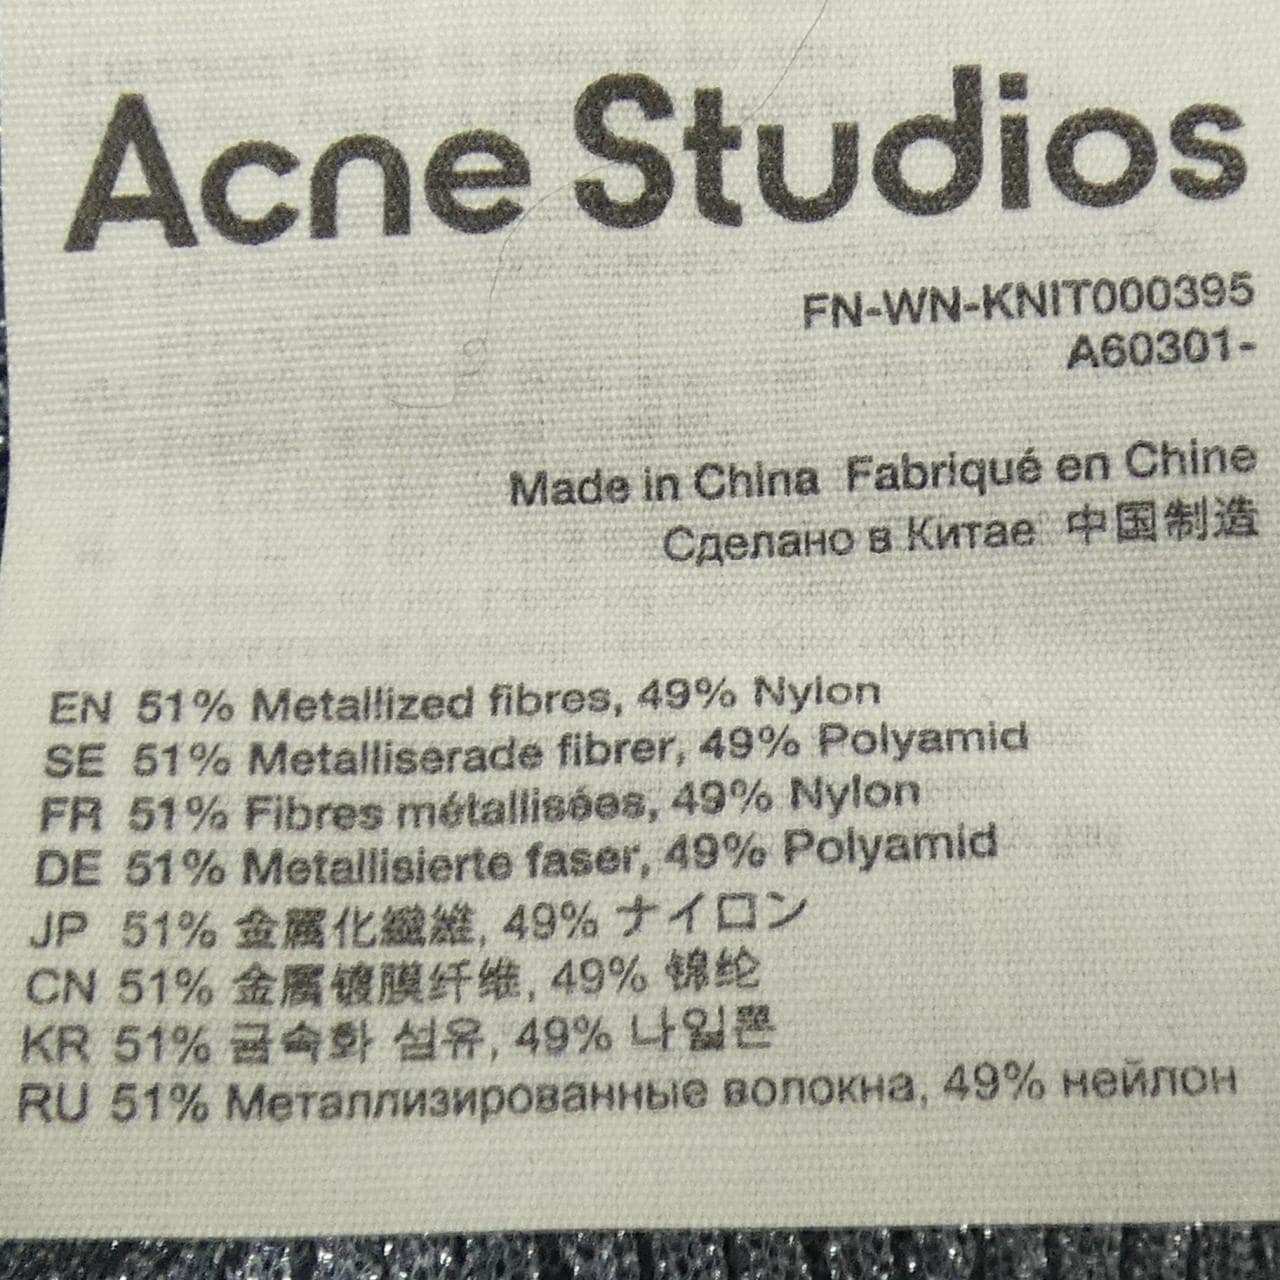 Acne Studios
FN-WN-KNIT000395
A60301-
Made in China Fabriqué en Chine
Сделано в Китае 中国制造
EN 51% Metallized fibres, 49% Nylon
SE 51% Metalliserade fibrer, 49% Polyamid
FR 51% Fibres métallisées, 49% Nylon
DE 51% Metallisierte faser, 49% Polyamid
JP 51% 金属化繊維, 49% ナイロン
CN 51% 金属镀膜纤维, 49% 锦纶
KR 51% 금속화 섬유, 49% 나일론
RU 51% Металлизированные волокна, 49% нейлон